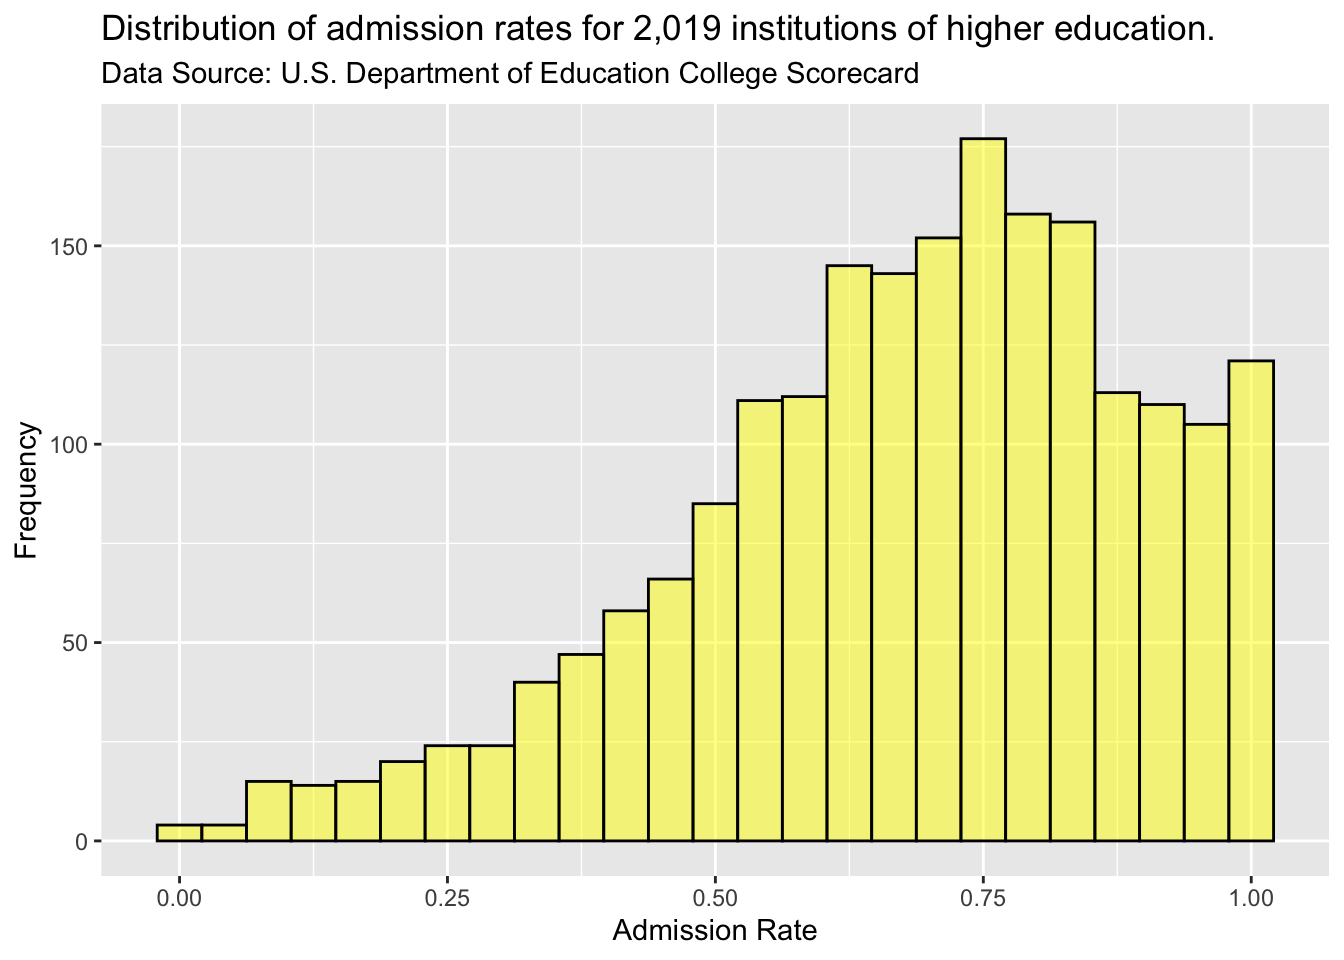 Distribution of admission rates for 2,019 institutions of higher education.
Data Source: U.S. Department of Education College Scorecard
150
100
50
0
Frequency
0.00 0.25 0.50 0.75 1.00
Admission Rate